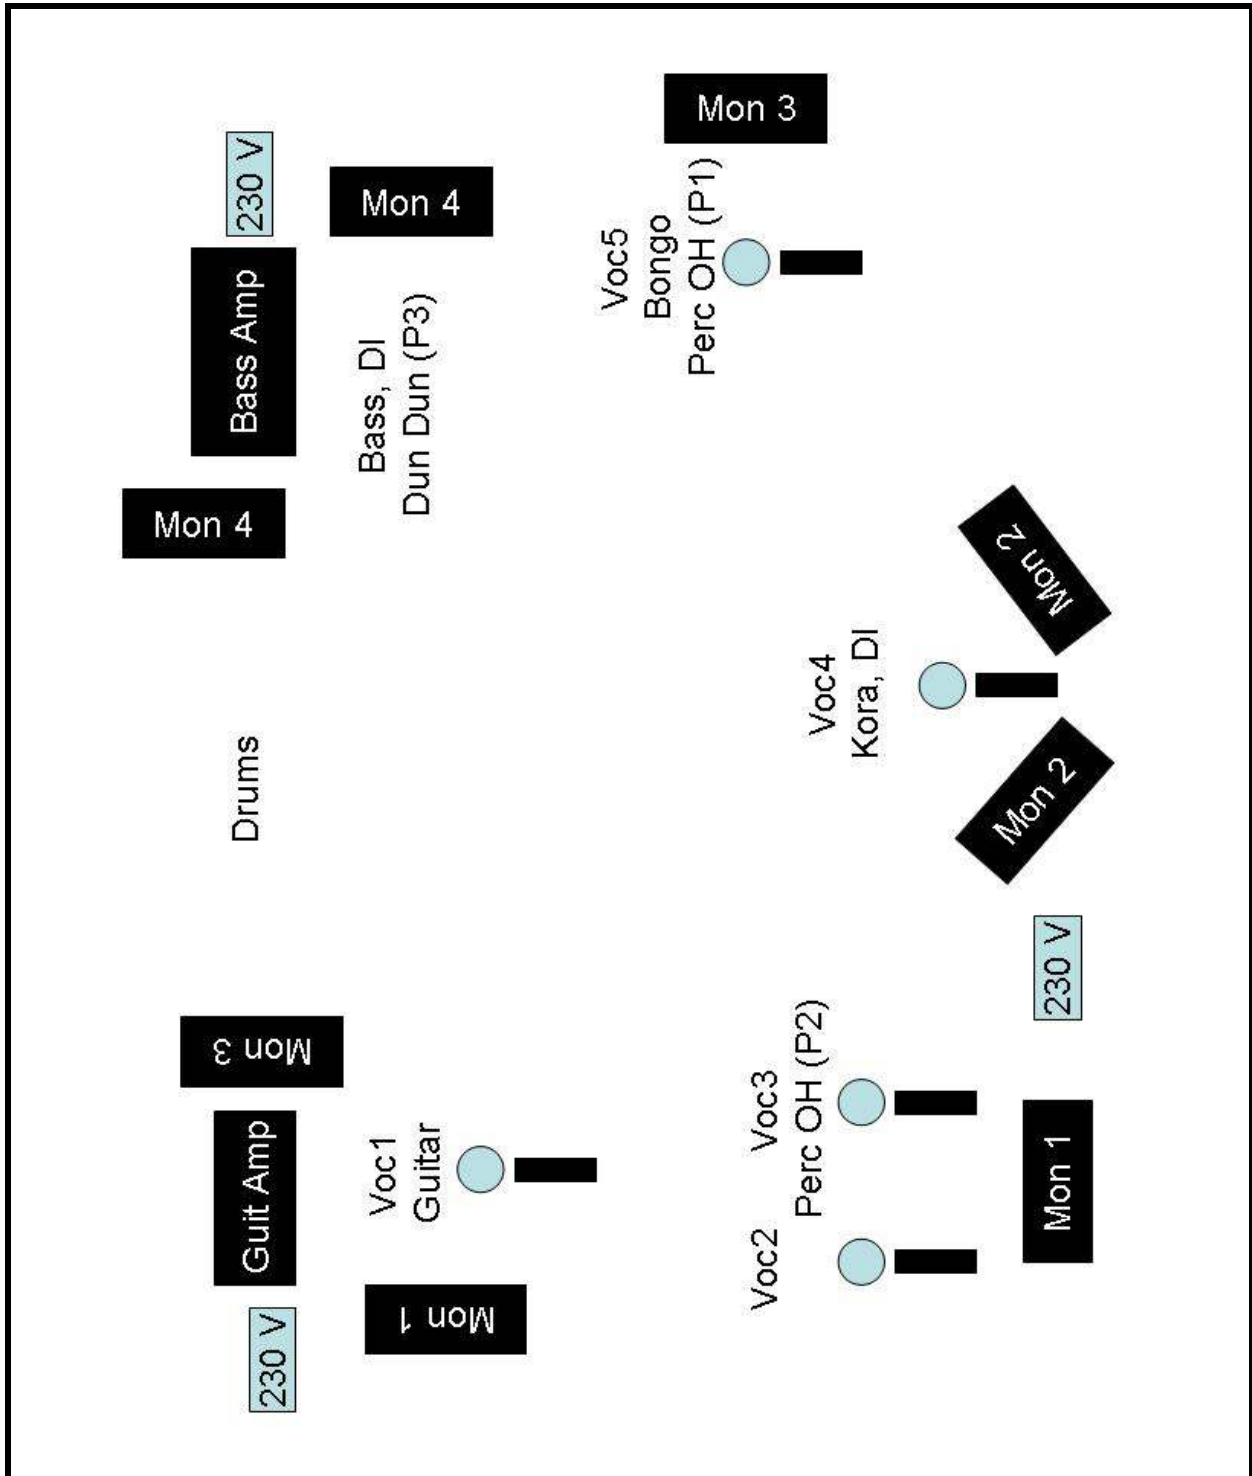 230 V
Guit Amp
Mon 3
Drums
Mon 4
Bass Amp
230 V
Mon 1
Voc1
Guitar
Bass, DI
Dun Dun (P3)
Mon 4
Voc5
Bongo
Perc OH (P1)
Mon 3
Voc2
Voc3
Perc OH (P2)
Voc4
Kora, DI
Mon 1
230 V
Mon 2
Mon 2